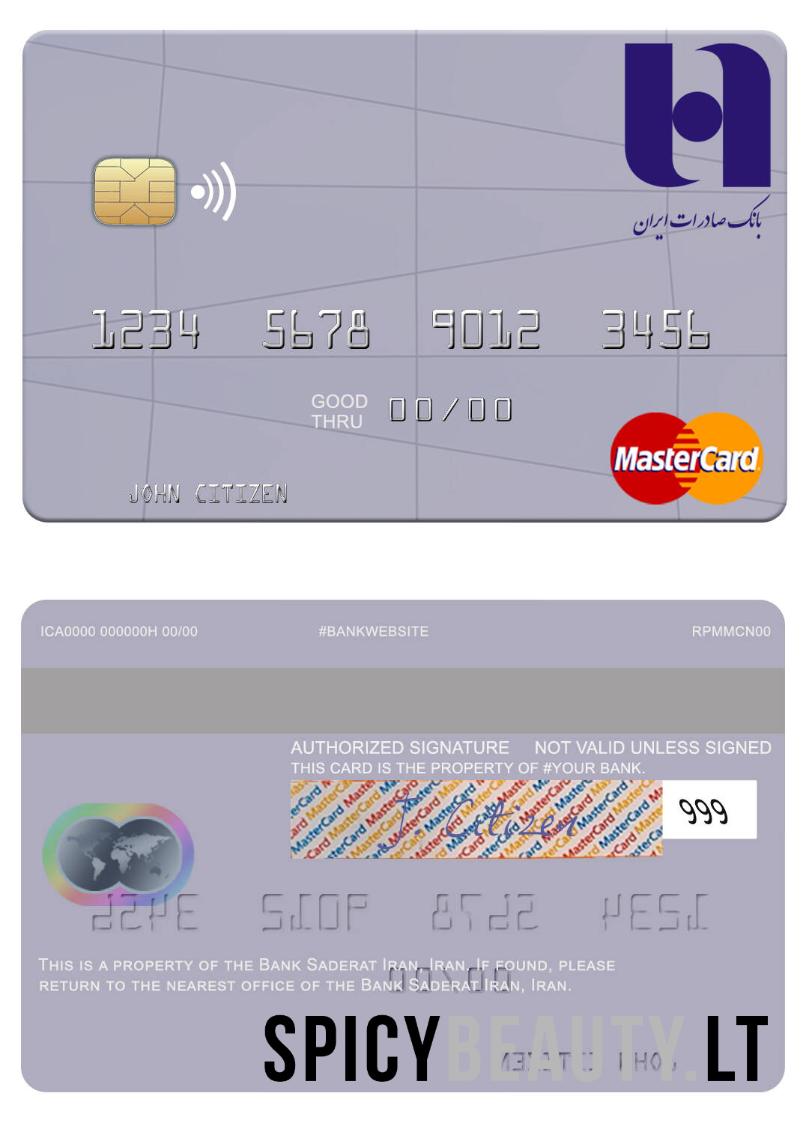 بانک صادرات ایران
1234 5678 9012 3456
GOOD THRU 00/00
MasterCard
JOHN CITIZEN
ICA0000 000000H 00/00 #BANKWEBSITE RPMMCN00
AUTHORIZED SIGNATURE NOT VALID UNLESS SIGNED
THIS CARD IS THE PROPERTY OF #YOUR BANK.
J. Citizen 999
THIS IS A PROPERTY OF THE BANK SADERAT IRAN, IRAN. IF FOUND, PLEASE
RETURN TO THE NEAREST OFFICE OF THE BANK SADERAT IRAN, IRAN.
SPICYBEAUTY.LT